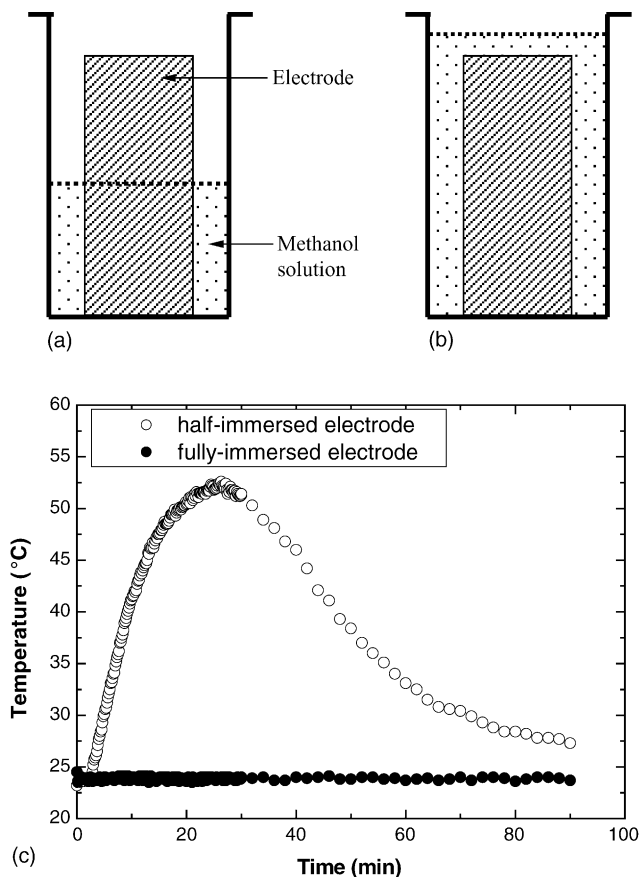 Electrode
Methanol
solution
(a)
(b)
60
55
50
45
40
35
30
25
20
half-immersed electrode
fully-immersed electrode
Temperature (°C)
0
20
40
60
80
100
Time (min)
(c)